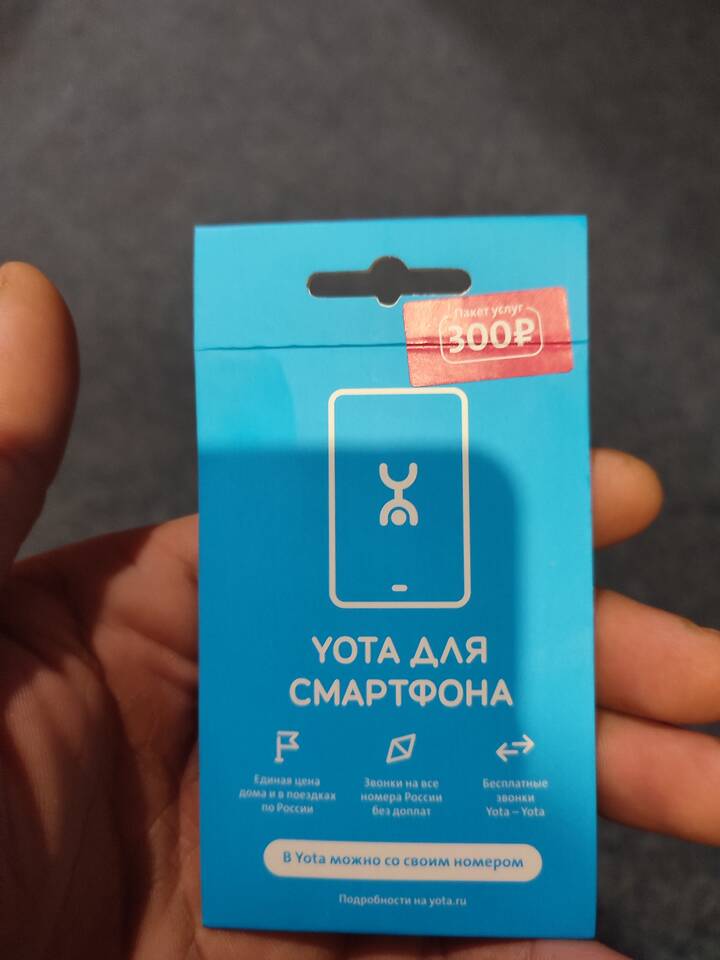 Пакет услуг
300₽
YOTA ДЛЯ
СМАРТФОНА
Единая цена
дома и в поездках
по России
Звонки на все
номера России
без доплат
Бесплатные
звонки
Yota – Yota
В Yota можно со своим номером
Подробности на yota.ru